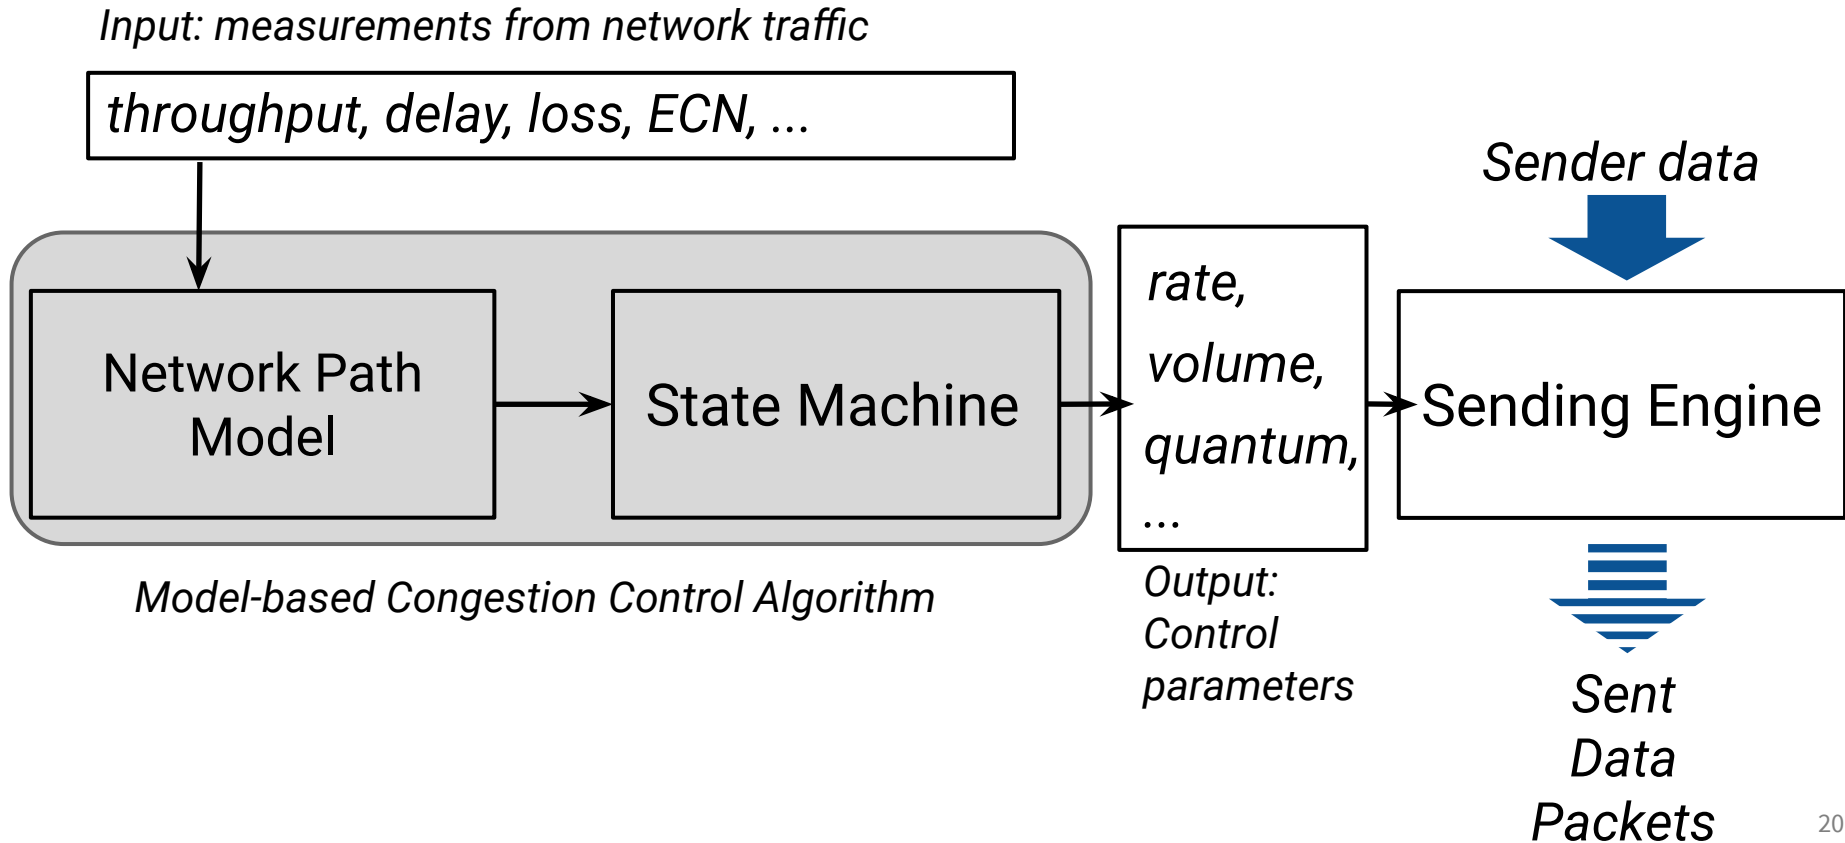 Input: measurements from network traffic
throughput, delay, loss, ECN, ...
Network Path
Model
State Machine
Model-based Congestion Control Algorithm
rate,
volume,
quantum,
...
Output:
Control
parameters
Sender data
Sending Engine
Sent
Data
Packets
20